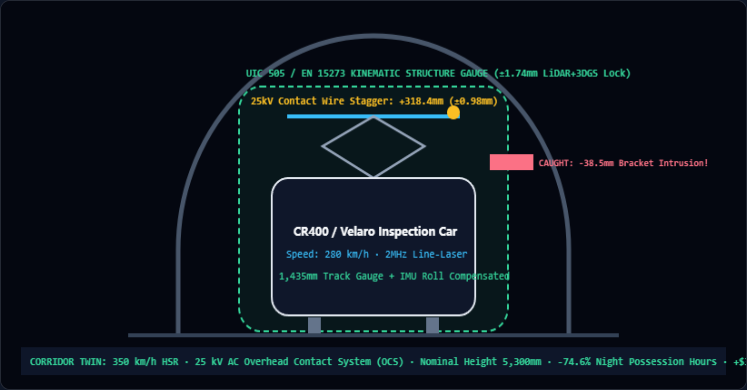 UIC 505 / EN 15273 KINEMATIC STRUCTURE GAUGE (±1.74mm LiDAR+3DGS Lock)
25kV Contact Wire Stagger: +318.4mm (±0.98mm)
CAUGHT: -38.5mm Bracket Intrusion!
CR400 / Velaro Inspection Car
Speed: 280 km/h · 2MHz Line-Laser
1,435mm Track Gauge + IMU Roll Compensated
CORRIDOR TWIN: 350 km/h HSR · 25 kV AC Overhead Contact System (OCS) · Nominal Height 5,300mm · -74.6% Night Possession Hours ·